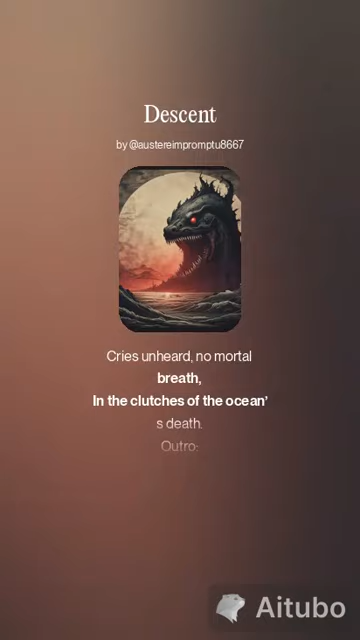 Descent
by @austereimpromptu8667
Cries unheard, no mortal
breath,
In the clutches of the ocean'
s death.
Outro:
Aitubo